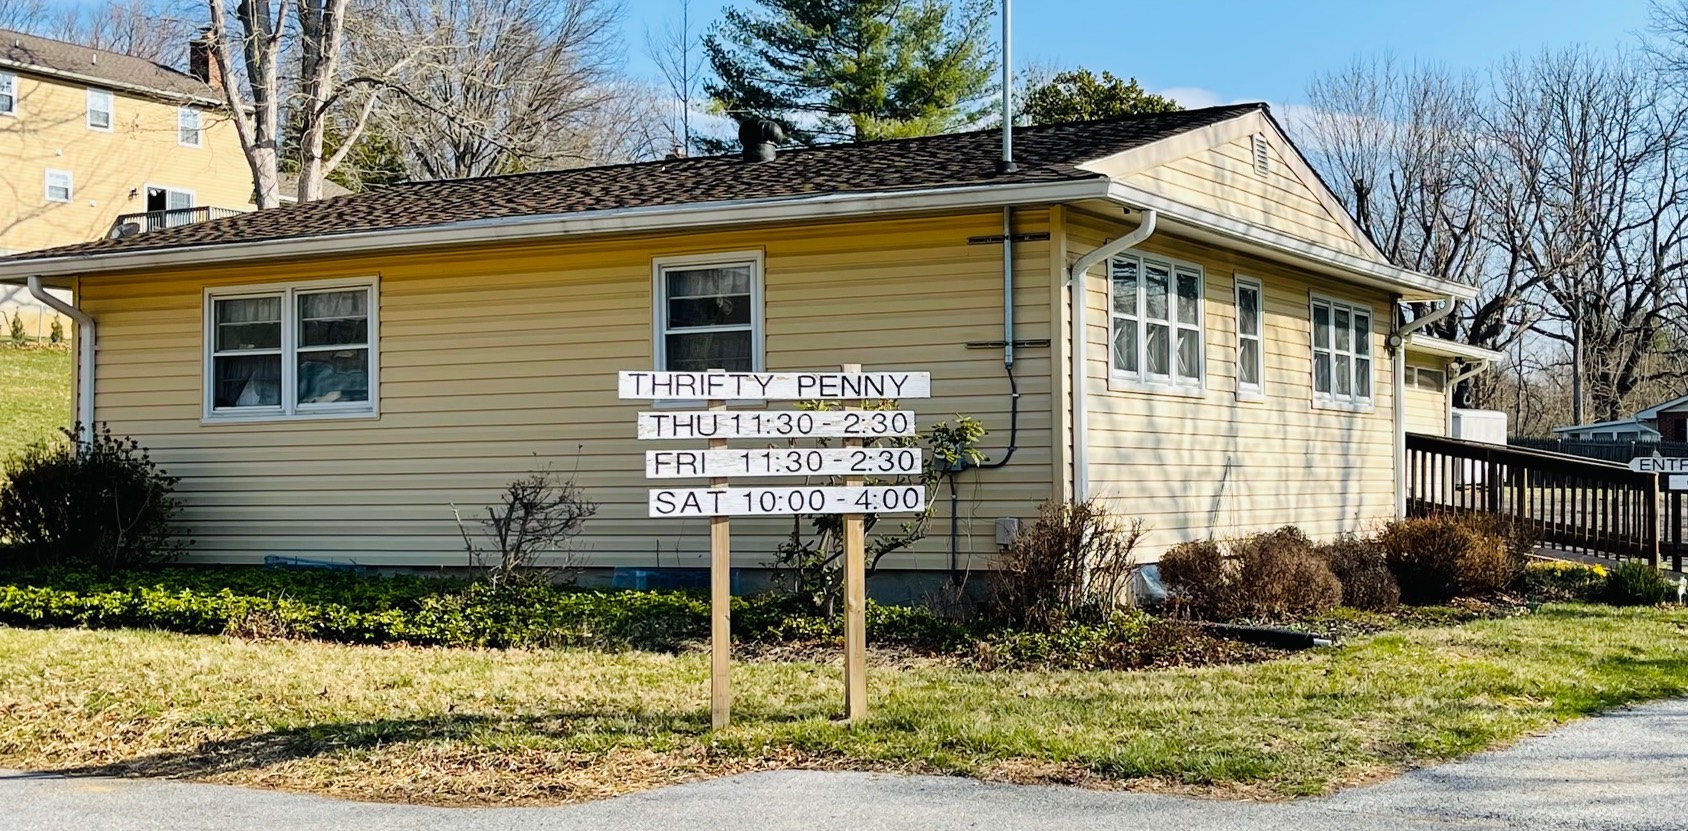 THRIFTY PENNY
THU 11:30 - 2:30
FRI 11:30 - 2:30
SAT 10:00 - 4:00